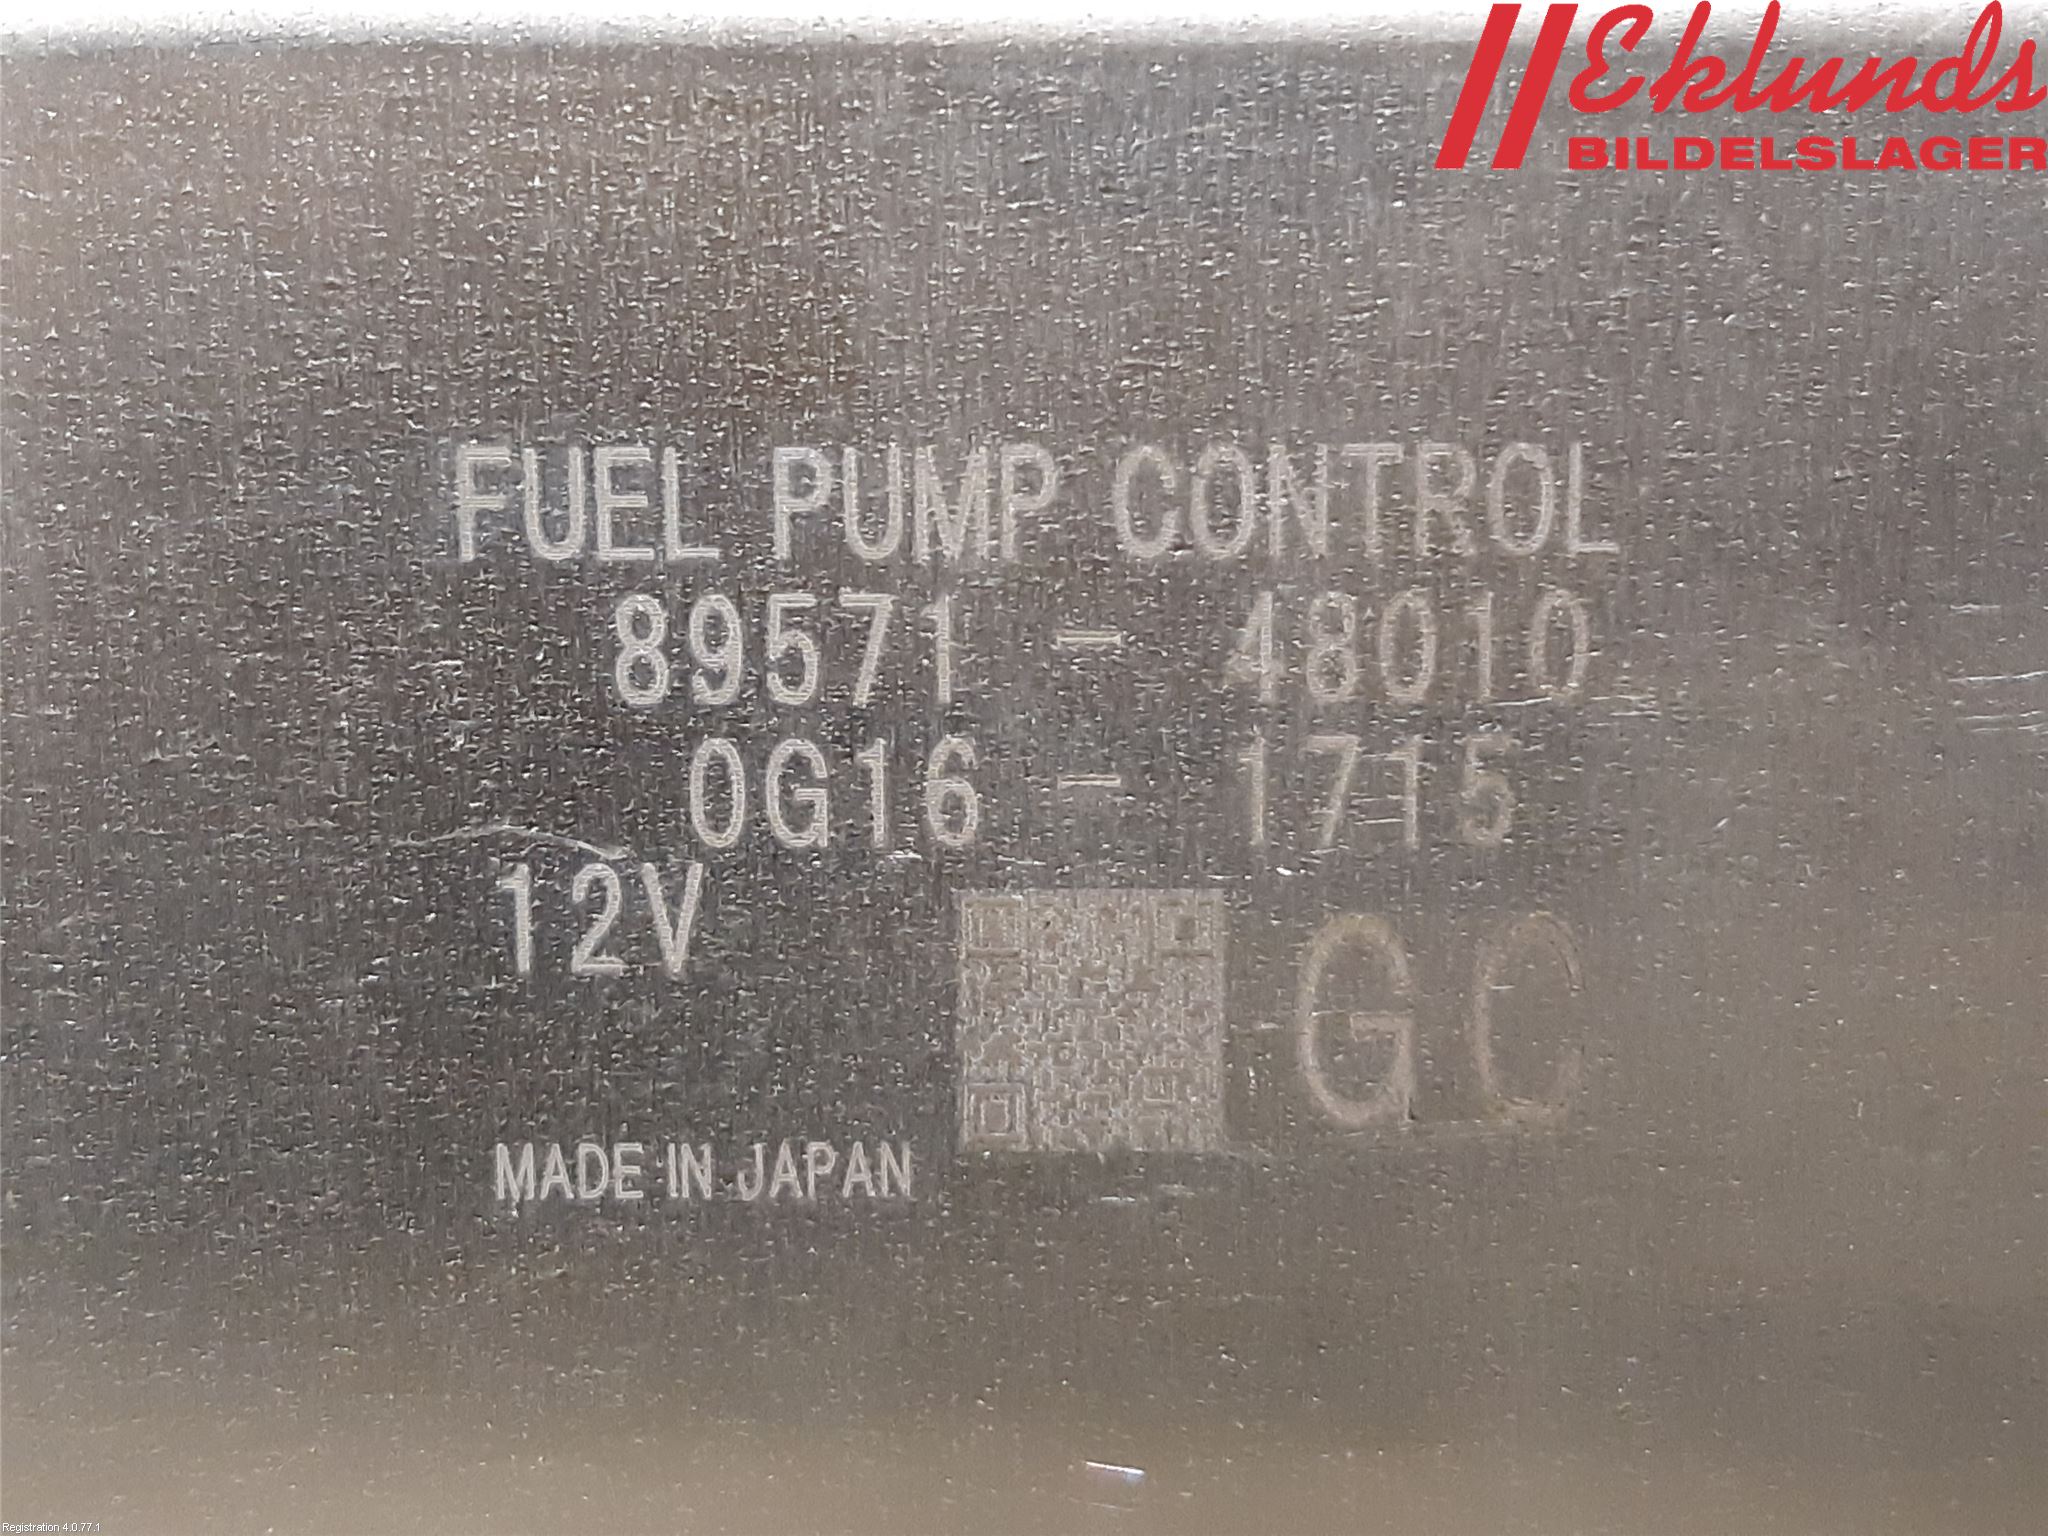 Eklunds
BILDELSLAGER
FUEL PUMP CONTROL
89571 - 48010
0G16 - 1715
12V
GC
MADE IN JAPAN
Registration 4.0.77.1